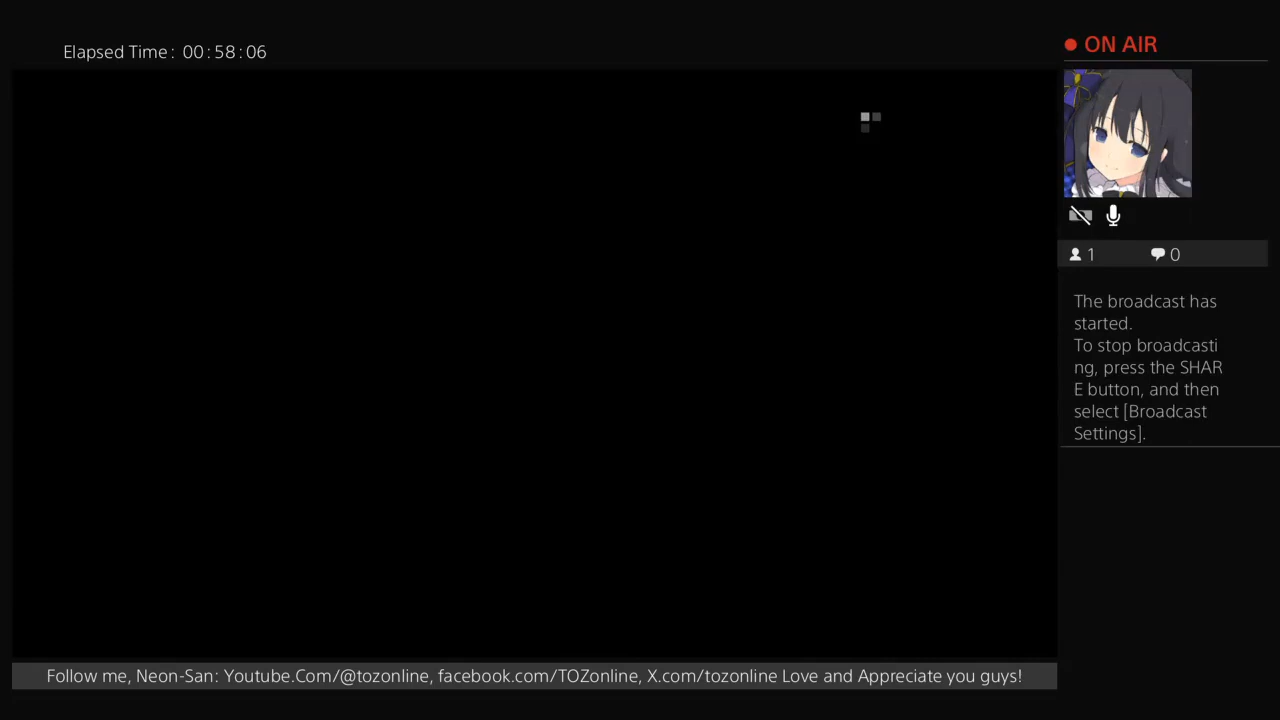 Elapsed Time: 00:58:06
ON AIR
1 0
The broadcast has
started.
To stop broadcasti
ng, press the SHAR
E button, and then
select [Broadcast
Settings].
Follow me, Neon-San: Youtube.Com/@tozonline, facebook.com/TOZonline, X.com/tozonline Love and Appreciate you guys!